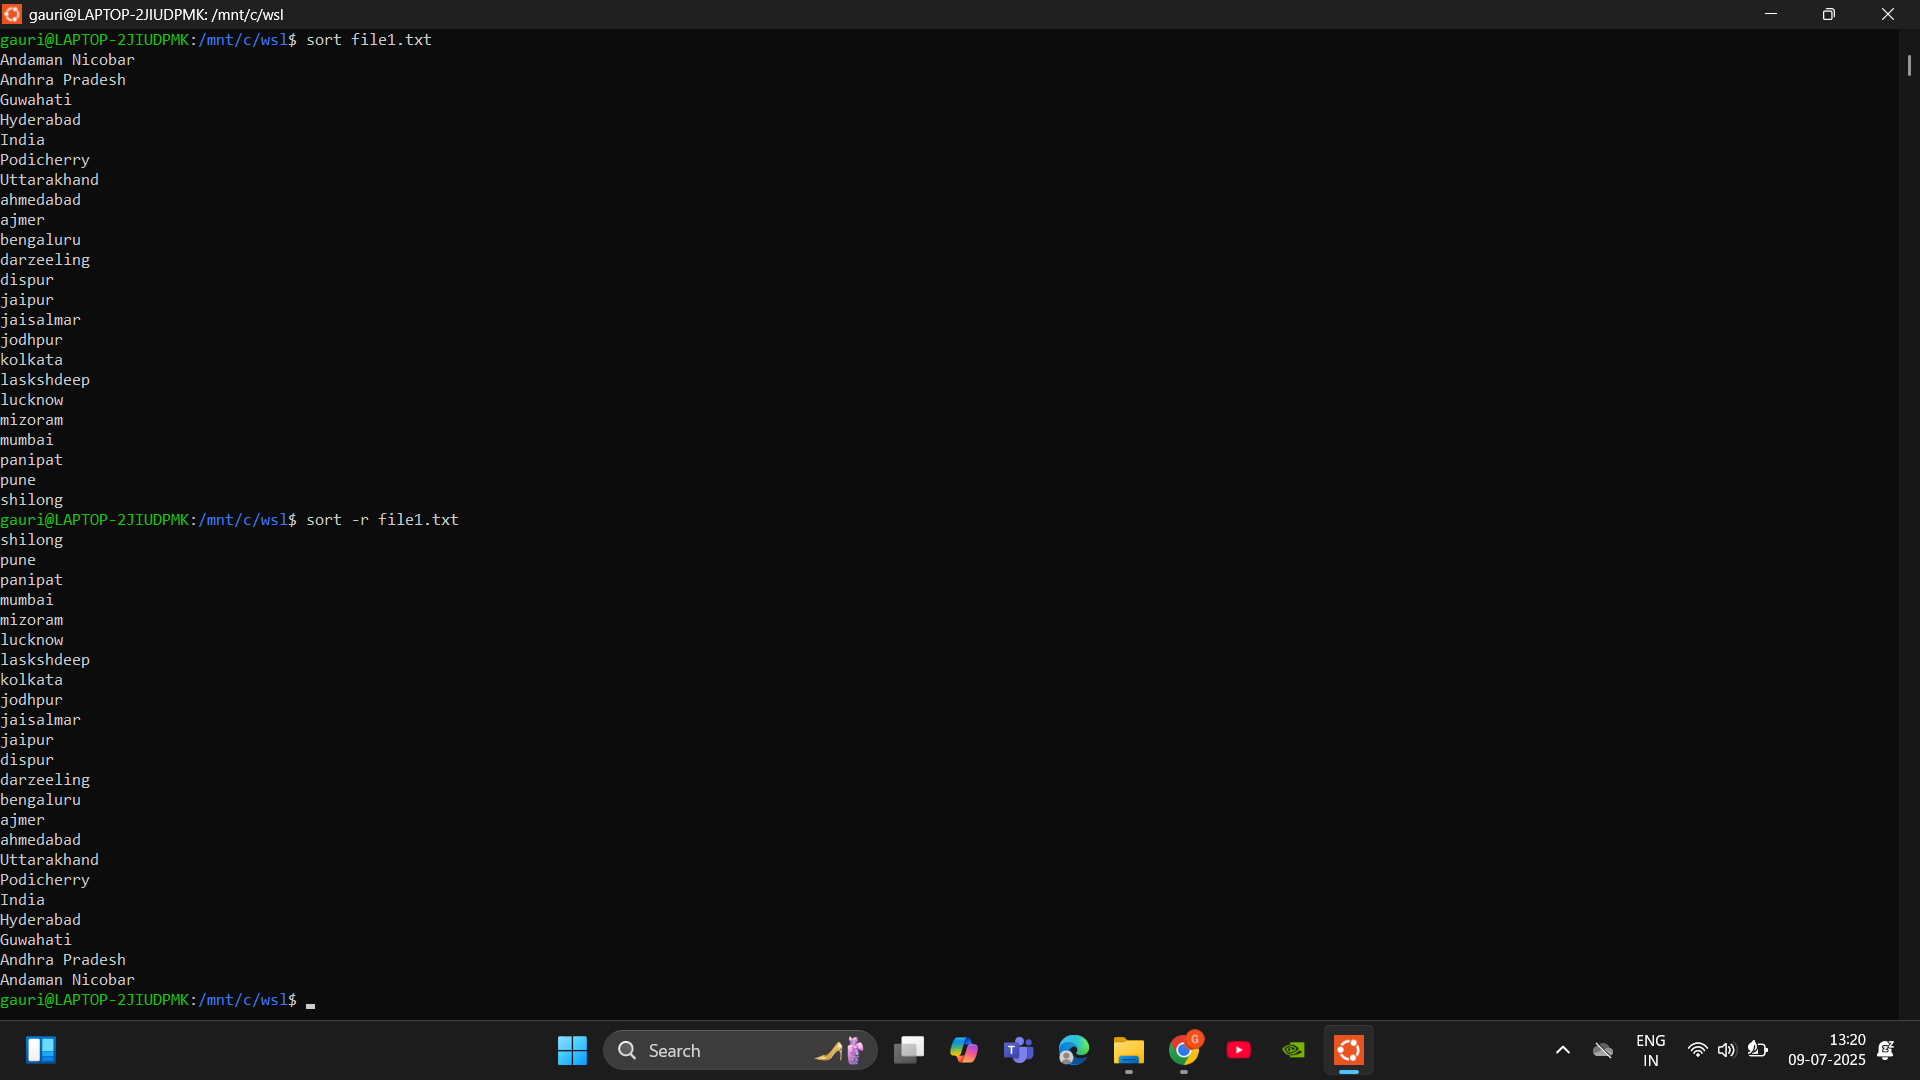 gauri@LAPTOP-2JIUDPMK: /mnt/c/wsl
gauri@LAPTOP-2JIUDPMK:/mnt/c/wsl$ sort file1.txt
Andaman Nicobar
Andhra Pradesh
Guwahati
Hyderabad
India
Podicherry
Uttarakhand
ahmedabad
ajmer
bengaluru
darzeeling
dispur
jaipur
jaisalmar
jodhpur
kolkata
laskshdeep
lucknow
mizoram
mumbai
panipat
pune
shilong
gauri@LAPTOP-2JIUDPMK:/mnt/c/wsl$ sort -r file1.txt
shilong
pune
panipat
mumbai
mizoram
lucknow
laskshdeep
kolkata
jodhpur
jaisalmar
jaipur
dispur
darzeeling
bengaluru
ajmer
ahmedabad
Uttarakhand
Podicherry
India
Hyderabad
Guwahati
Andhra Pradesh
Andaman Nicobar
gauri@LAPTOP-2JIUDPMK:/mnt/c/wsl$
Search
G
ENG
IN
13:20
09-07-2025